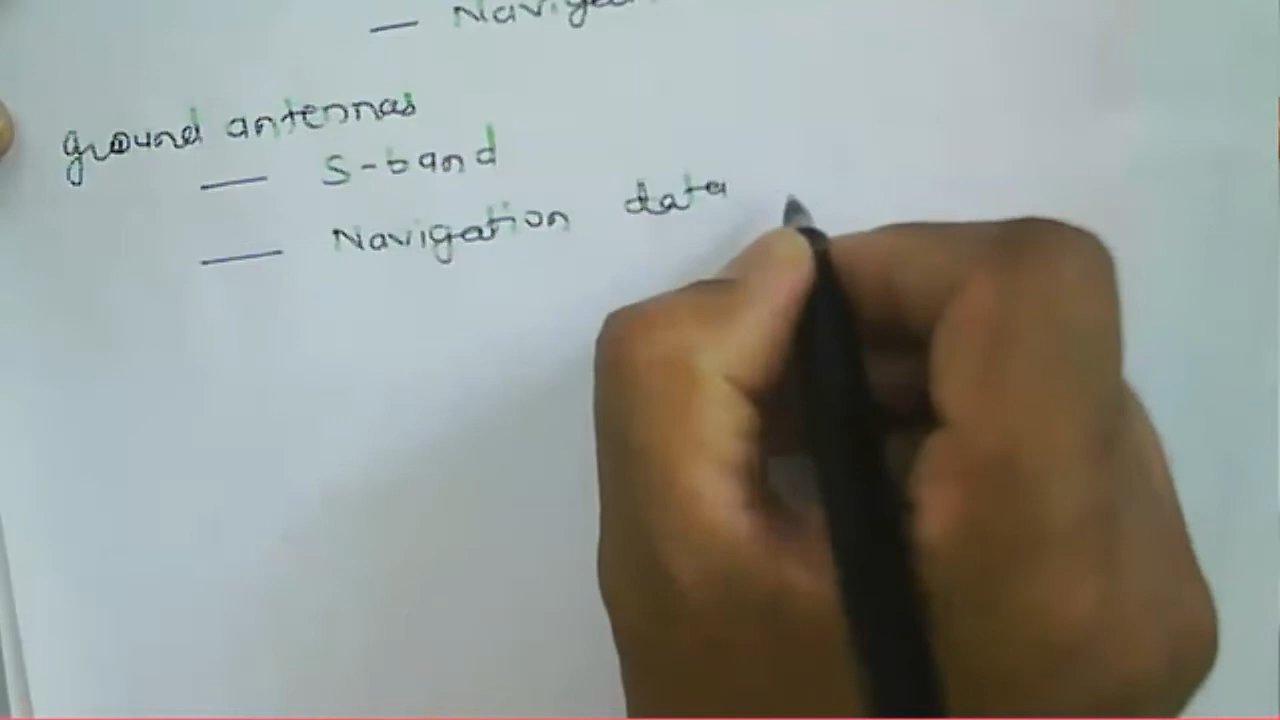 ground antennas
— S-band
— Navigation data